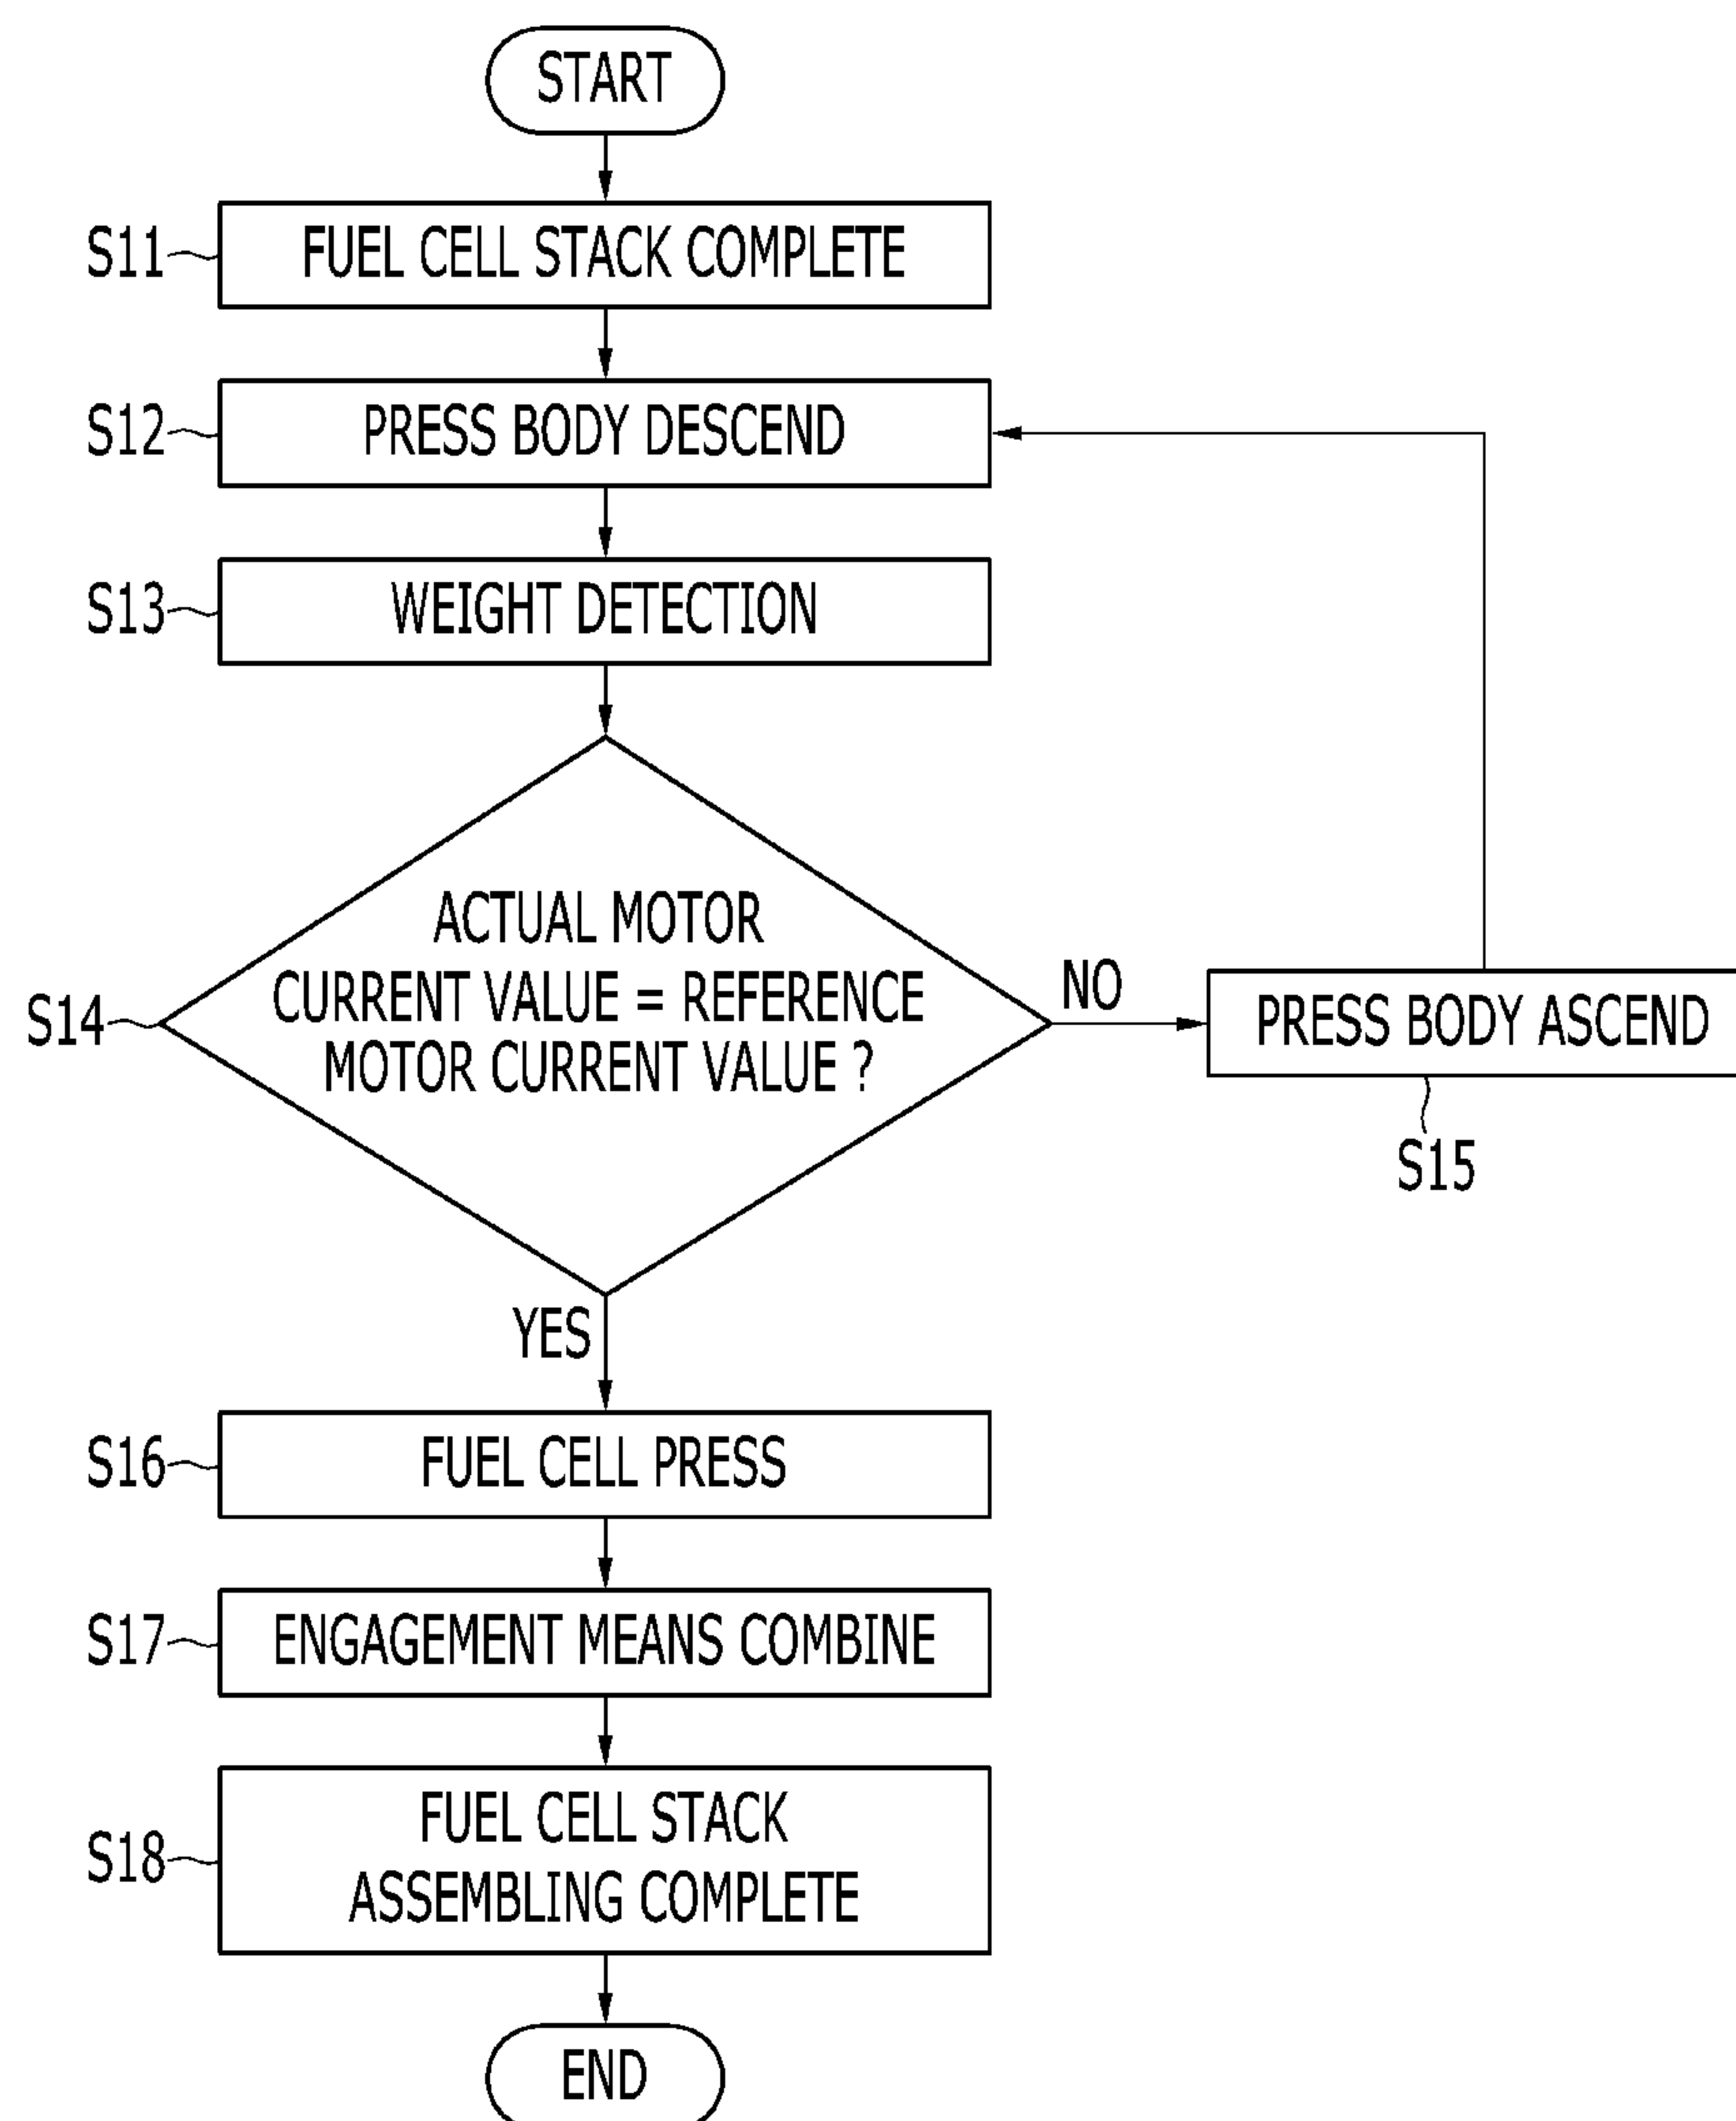 START
S11
FUEL CELL STACK COMPLETE
S12
PRESS BODY DESCEND
S13
WEIGHT DETECTION
S14
ACTUAL MOTOR
CURRENT VALUE = REFERENCE
MOTOR CURRENT VALUE ?
NO
PRESS BODY ASCEND
S15
YES
S16
FUEL CELL PRESS
S17
ENGAGEMENT MEANS COMBINE
S18
FUEL CELL STACK
ASSEMBLING COMPLETE
END